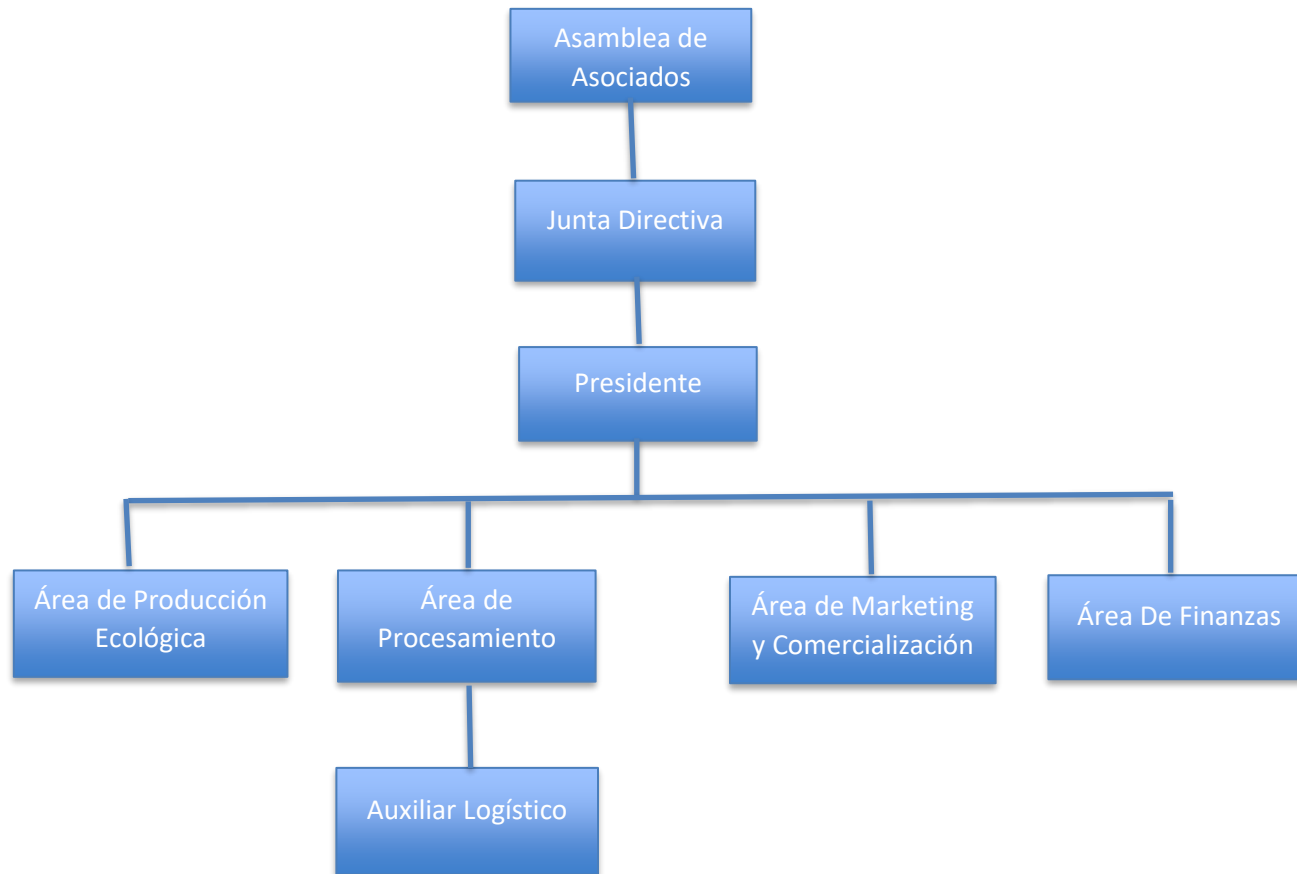 Asamblea de
Asociados
Junta Directiva
Presidente
Área de Producción
Ecológica
Área de
Procesamiento
Área de Marketing
y Comercialización
Área De Finanzas
Auxiliar Logístico